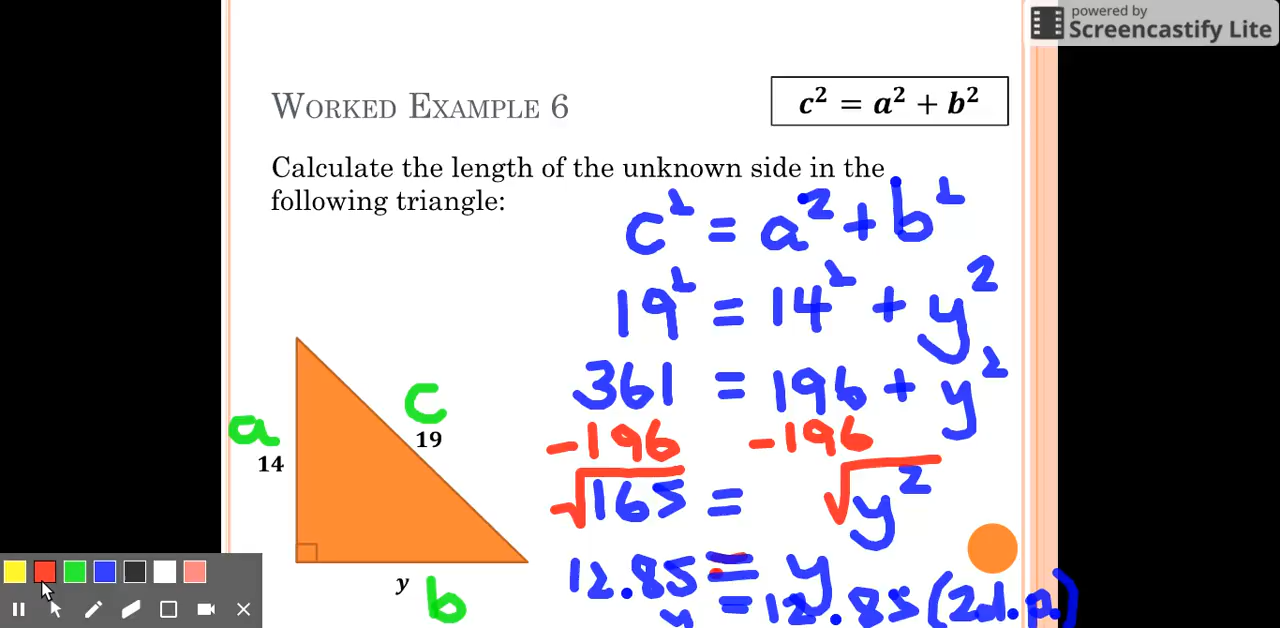 powered by
Screencastify Lite
WORKED EXAMPLE 6
c² = a² + b²
Calculate the length of the unknown side in the
following triangle:
c² = a² + b²
19² = 14² + y²
361 = 196 + y²
-196 -196
√165 = √y²
12.85 = y
y = 12.85 (2d.p.)
a
14
c
19
y
b